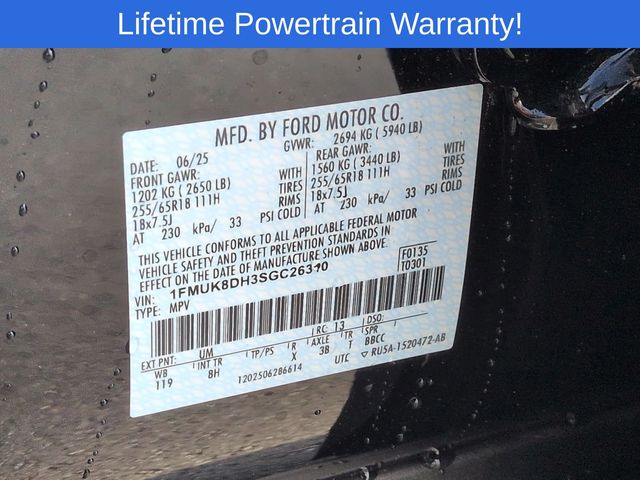 Lifetime Powertrain Warranty!
MFD. BY FORD MOTOR CO.
DATE: 06/25 GVWR: 2694 KG ( 5940 LB)
FRONT GAWR: REAR GAWR:
1202 KG ( 2650 LB) WITH 1560 KG ( 3440 LB) WITH
255/65R18 111H TIRES 255/65R18 111H TIRES
18x7.5J RIMS 18x7.5J RIMS
AT 230 kPa/ 33 PSI COLD AT 230 kPa/ 33 PSI COLD
THIS VEHICLE CONFORMS TO ALL APPLICABLE FEDERAL MOTOR
VEHICLE SAFETY AND THEFT PREVENTION STANDARDS IN
EFFECT ON THE DATE OF MANUFACTURE SHOWN ABOVE.
VIN: 1FMUK8DH3SGC26310 F0135
TYPE: MPV T0301
EXT PNT: UM RC: 13 DSO:
WB INT TR TP/PS R AXLE T SPR
119 8H X 3B T BBCC
1202506286614 UTC ▽ RU5A-1520472-AB